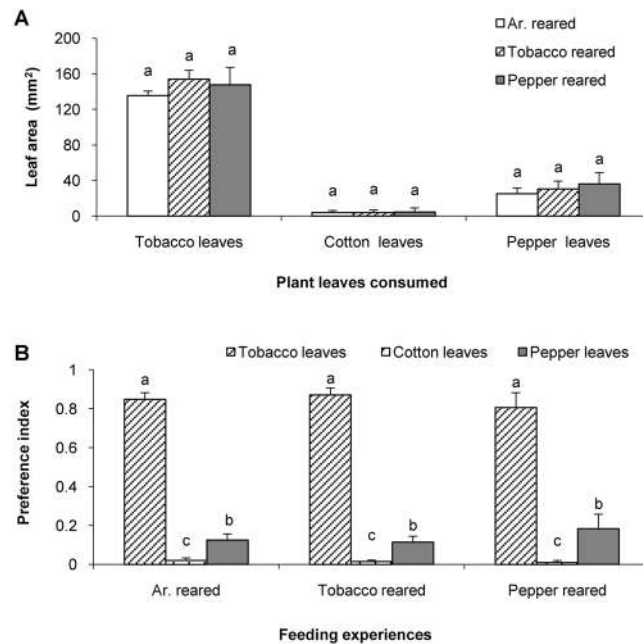 A
Ar. reared
Tobacco reared
Pepper reared
Leaf area (mm²)
200
160
120
80
40
0
a a a
a a a
a a a
Tobacco leaves Cotton leaves Pepper leaves
Plant leaves consumed
B
Tobacco leaves Cotton leaves Pepper leaves
Preference index
1
0.8
0.6
0.4
0.2
0
a c b
a c b
a c b
Ar. reared Tobacco reared Pepper reared
Feeding experiences